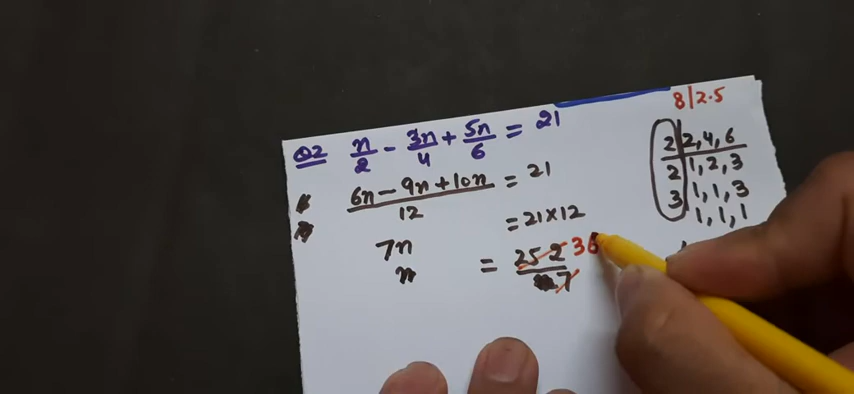 8/2.5
Q2 n/2 - 3n/4 + 5n/6 = 21
2 | 2, 4, 6
2 | 1, 2, 3
3 | 1, 1, 3
1, 1, 1
6n - 9n + 10n / 12 = 21
7n = 21 × 12
n = 252 / 7 36